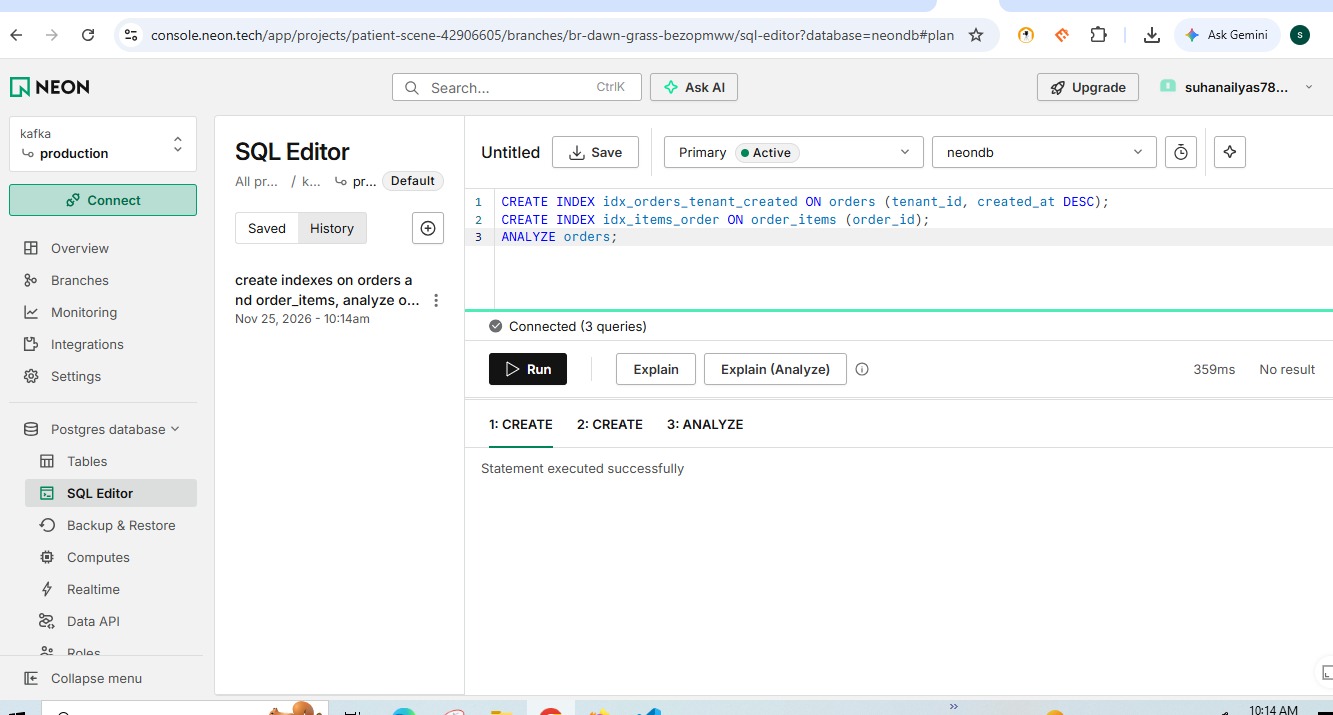 console.neon.tech/app/projects/patient-scene-42906605/branches/br-dawn-grass-bezopmww/sql-editor?database=neondb#plan
Ask Gemini
S
NEON
Search...
CtrlK
Ask AI
Upgrade
suhanailyas78...
kafka
production
Connect
Overview
Branches
Monitoring
Integrations
Settings
Postgres database
Tables
SQL Editor
Backup & Restore
Computes
Realtime
Data API
Roles
Collapse menu
SQL Editor
All pr... / k... pr... Default
Saved History
create indexes on orders a
nd order_items, analyze o...
Nov 25, 2026 - 10:14am
Untitled Save Primary Active neondb
1 CREATE INDEX idx_orders_tenant_created ON orders (tenant_id, created_at DESC);
2 CREATE INDEX idx_items_order ON order_items (order_id);
3 ANALYZE orders;
Connected (3 queries)
Run Explain Explain (Analyze) 359ms No result
1: CREATE 2: CREATE 3: ANALYZE
Statement executed successfully
10:14 AM